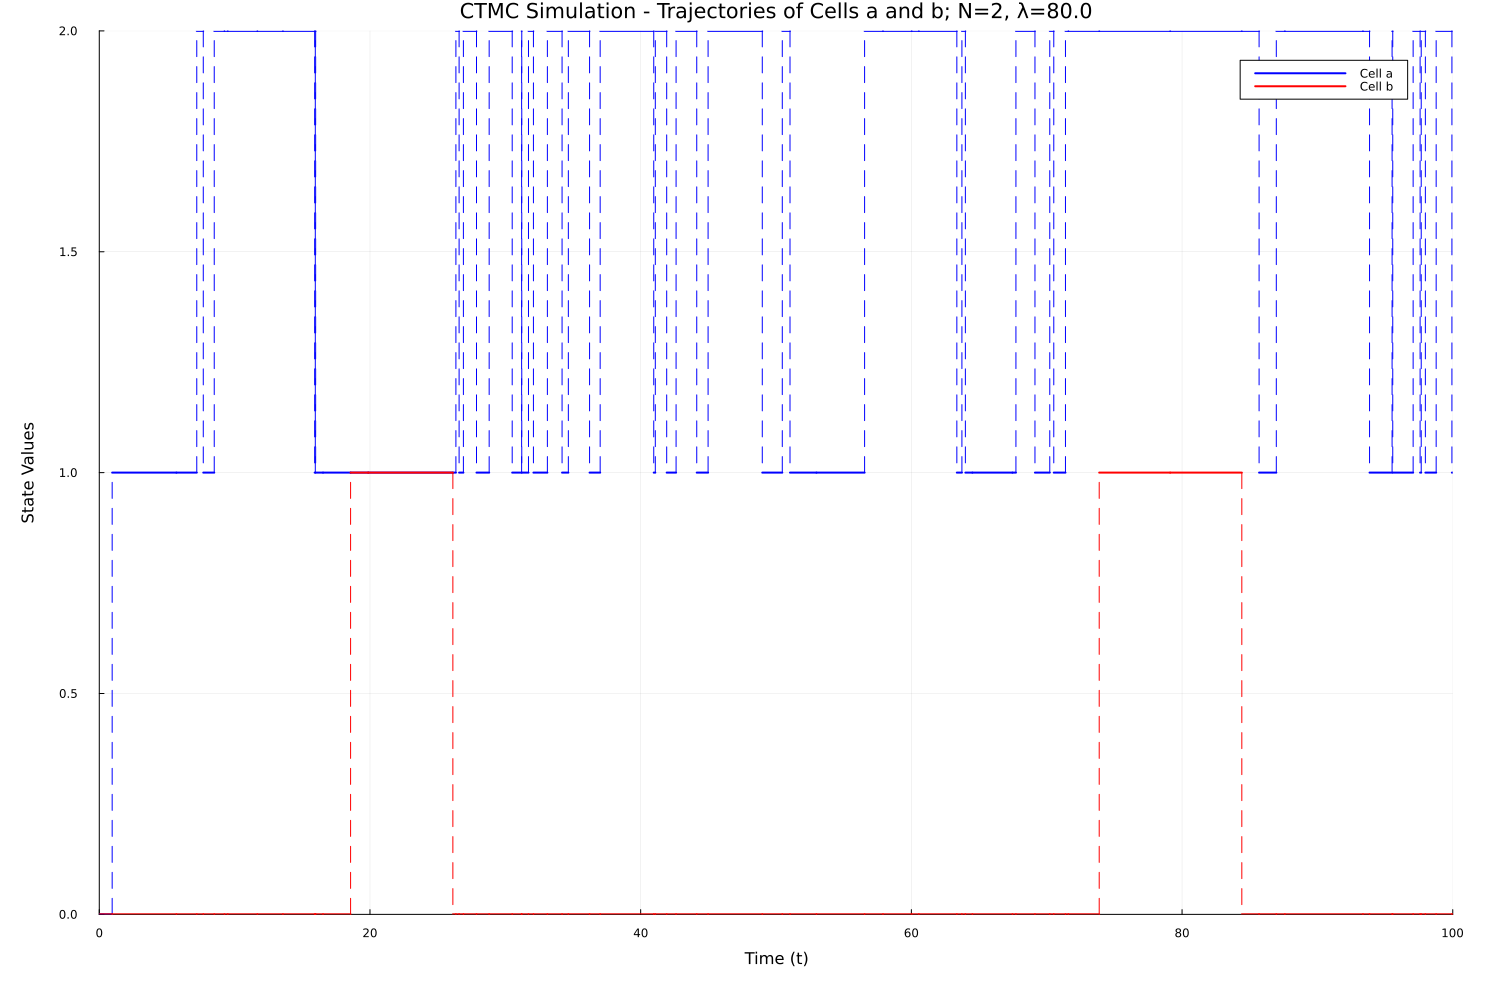 CTMC Simulation - Trajectories of Cells a and b; N=2, λ=80.0
2.0
Cell a
Cell b
1.5
1.0
State Values
0.5
0.0
0 20 40 60 80 100
Time (t)